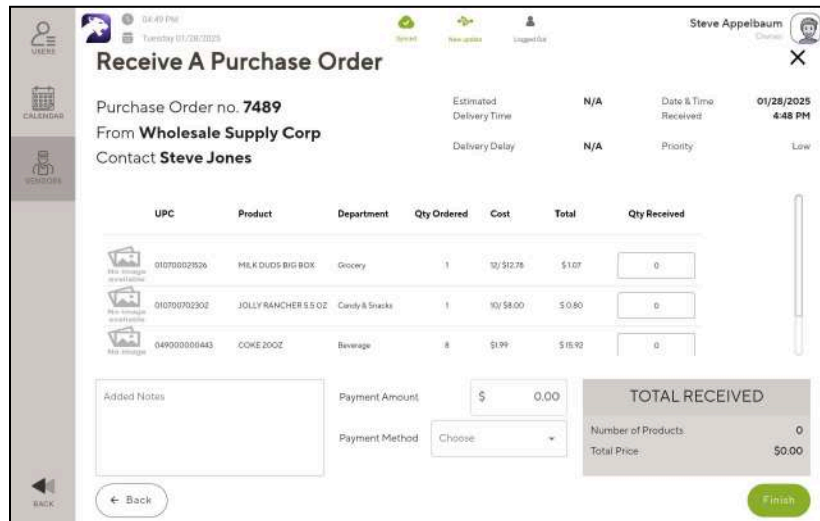 04:49 PM
Tuesday 01/28/2025
Synced
New update
Logged Out
Steve Appelbaum
Owner
USERS
CALENDAR
VENDORS
BACK
Receive A Purchase Order
Purchase Order no. 7489
From Wholesale Supply Corp
Contact Steve Jones
Estimated Delivery Time N/A
Delivery Delay N/A
Date & Time Received 01/28/2025 4:48 PM
Priority Low
UPC Product Department Qty Ordered Cost Total Qty Received
No image available 010700021526 MILK DUDS BIG BOX Grocery 1 12/ $12.78 $ 1.07 0
No image available 010700702302 JOLLY RANCHER 5.5 OZ Candy & Snacks 1 10/ $8.00 $ 0.80 0
No image 049000000443 COKE 20OZ Beverage 8 $1.99 $ 15.92 0
Added Notes
Payment Amount $ 0.00
Payment Method Choose
TOTAL RECEIVED
Number of Products 0
Total Price $0.00
← Back
Finish